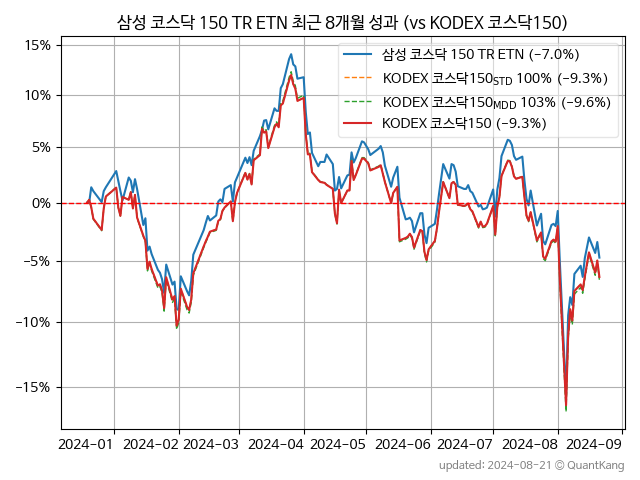 삼성 코스닥 150 TR ETN 최근 8개월 성과 (vs KODEX 코스닥150)
삼성 코스닥 150 TR ETN (−7.0%)
KODEX 코스닥150STD 100% (−9.3%)
KODEX 코스닥150MDD 103% (−9.6%)
KODEX 코스닥150 (−9.3%)
15%
10%
5%
0%
−5%
−10%
−15%
2024-01 2024-02 2024-03 2024-04 2024-05 2024-06 2024-07 2024-08 2024-09
updated: 2024-08-21 @ QuantKang